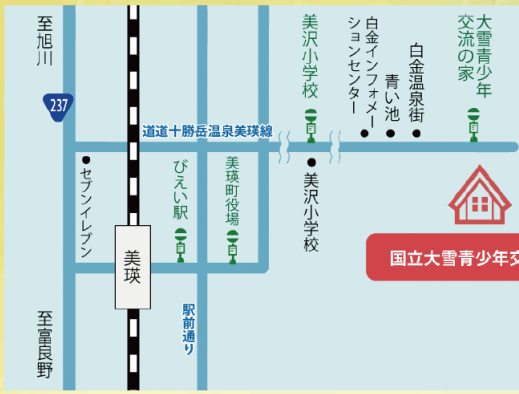 至旭川
237
道道十勝岳温泉美瑛線
セブンイレブン
びえい駅
美瑛町役場
美瑛
駅前通り
至富良野
美沢小学校
美沢小学校
白金インフォメー
ションセンター
青い池
白金温泉街
大雪青少年
交流の家
国立大雪青少年交